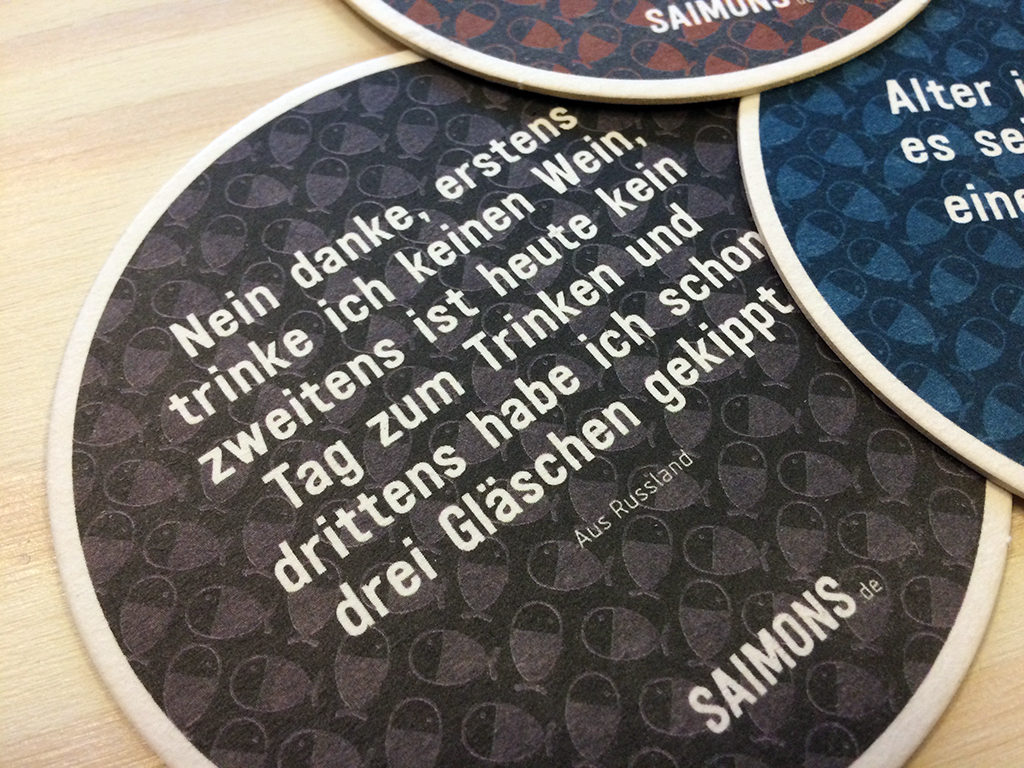 SAIMONS de
Nein danke, erstens
trinke ich keinen Wein,
zweitens ist heute kein
Tag zum Trinken und
drittens habe ich schon
drei Gläschen gekippt.
Aus Russland
SAIMONS de
Alter
es
eine